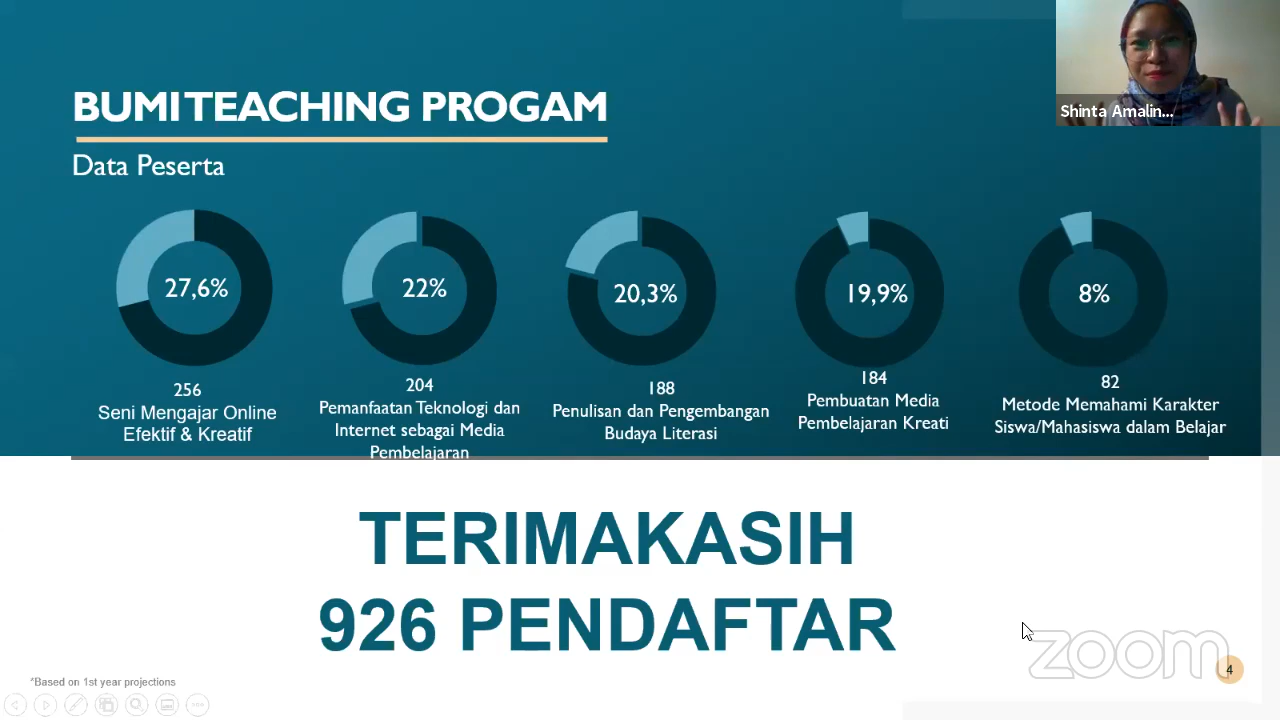 Shinta Amalin...
BUMI TEACHING PROGAM
Data Peserta
27,6%
22%
20,3%
19,9%
8%
256
Seni Mengajar Online
Efektif & Kreatif
204
Pemanfaatan Teknologi dan
Internet sebagai Media
Pembelajaran
188
Penulisan dan Pengembangan
Budaya Literasi
184
Pembuatan Media
Pembelajaran Kreati
82
Metode Memahami Karakter
Siswa/Mahasiswa dalam Belajar
TERIMAKASIH
926 PENDAFTAR
zoom
4
*Based on 1st year projections